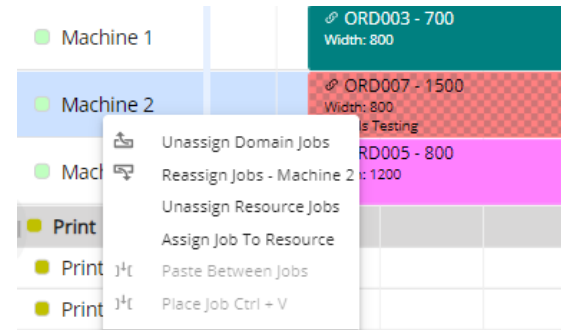 Machine 1
ORD003 - 700
Width: 800
Machine 2
ORD007 - 1500
Width: 800
Testing
Unassign Domain Jobs
RD005 - 800
Reassign Jobs - Machine 2
: 1200
Unassign Resource Jobs
Print
Assign Job To Resource
Print
Paste Between Jobs
Print
Place Job Ctrl + V